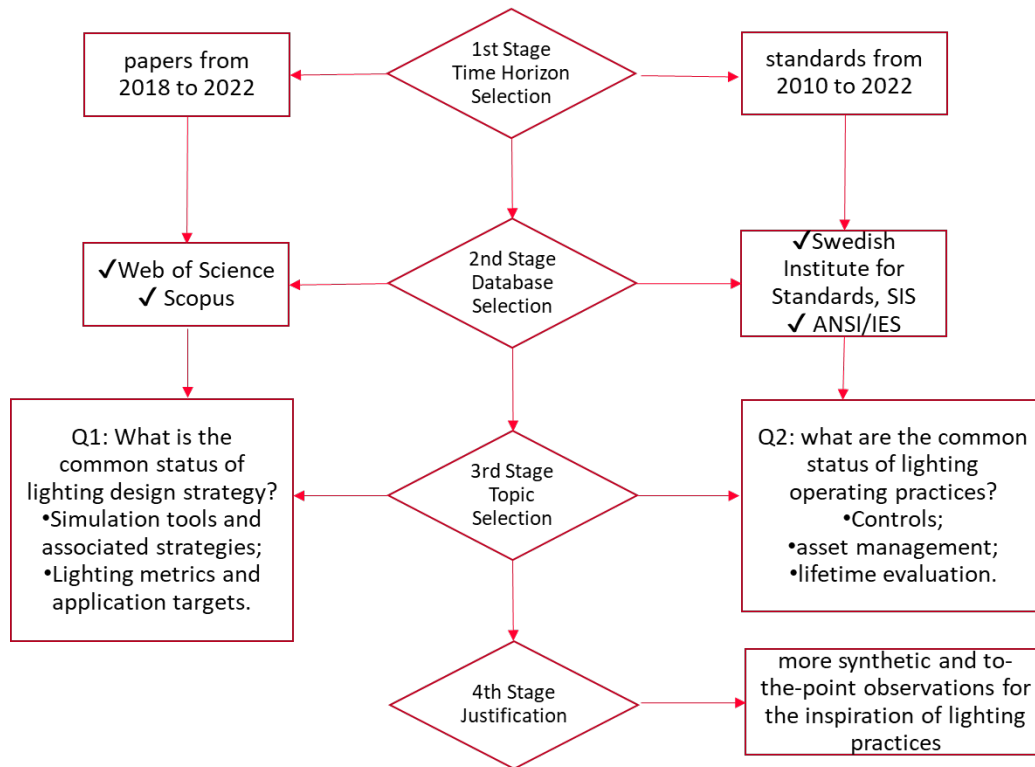 papers from
2018 to 2022
1st Stage
Time Horizon
Selection
standards from
2010 to 2022
✓Web of Science
✓ Scopus
2nd Stage
Database
Selection
✓Swedish
Institute for
Standards, SIS
✓ ANSI/IES
Q1: What is the
common status of
lighting design strategy?
•Simulation tools and
associated strategies;
•Lighting metrics and
application targets.
3rd Stage
Topic
Selection
Q2: what are the common
status of lighting
operating practices?
•Controls;
•asset management;
•lifetime evaluation.
4th Stage
Justification
more synthetic and to-
the-point observations for
the inspiration of lighting
practices